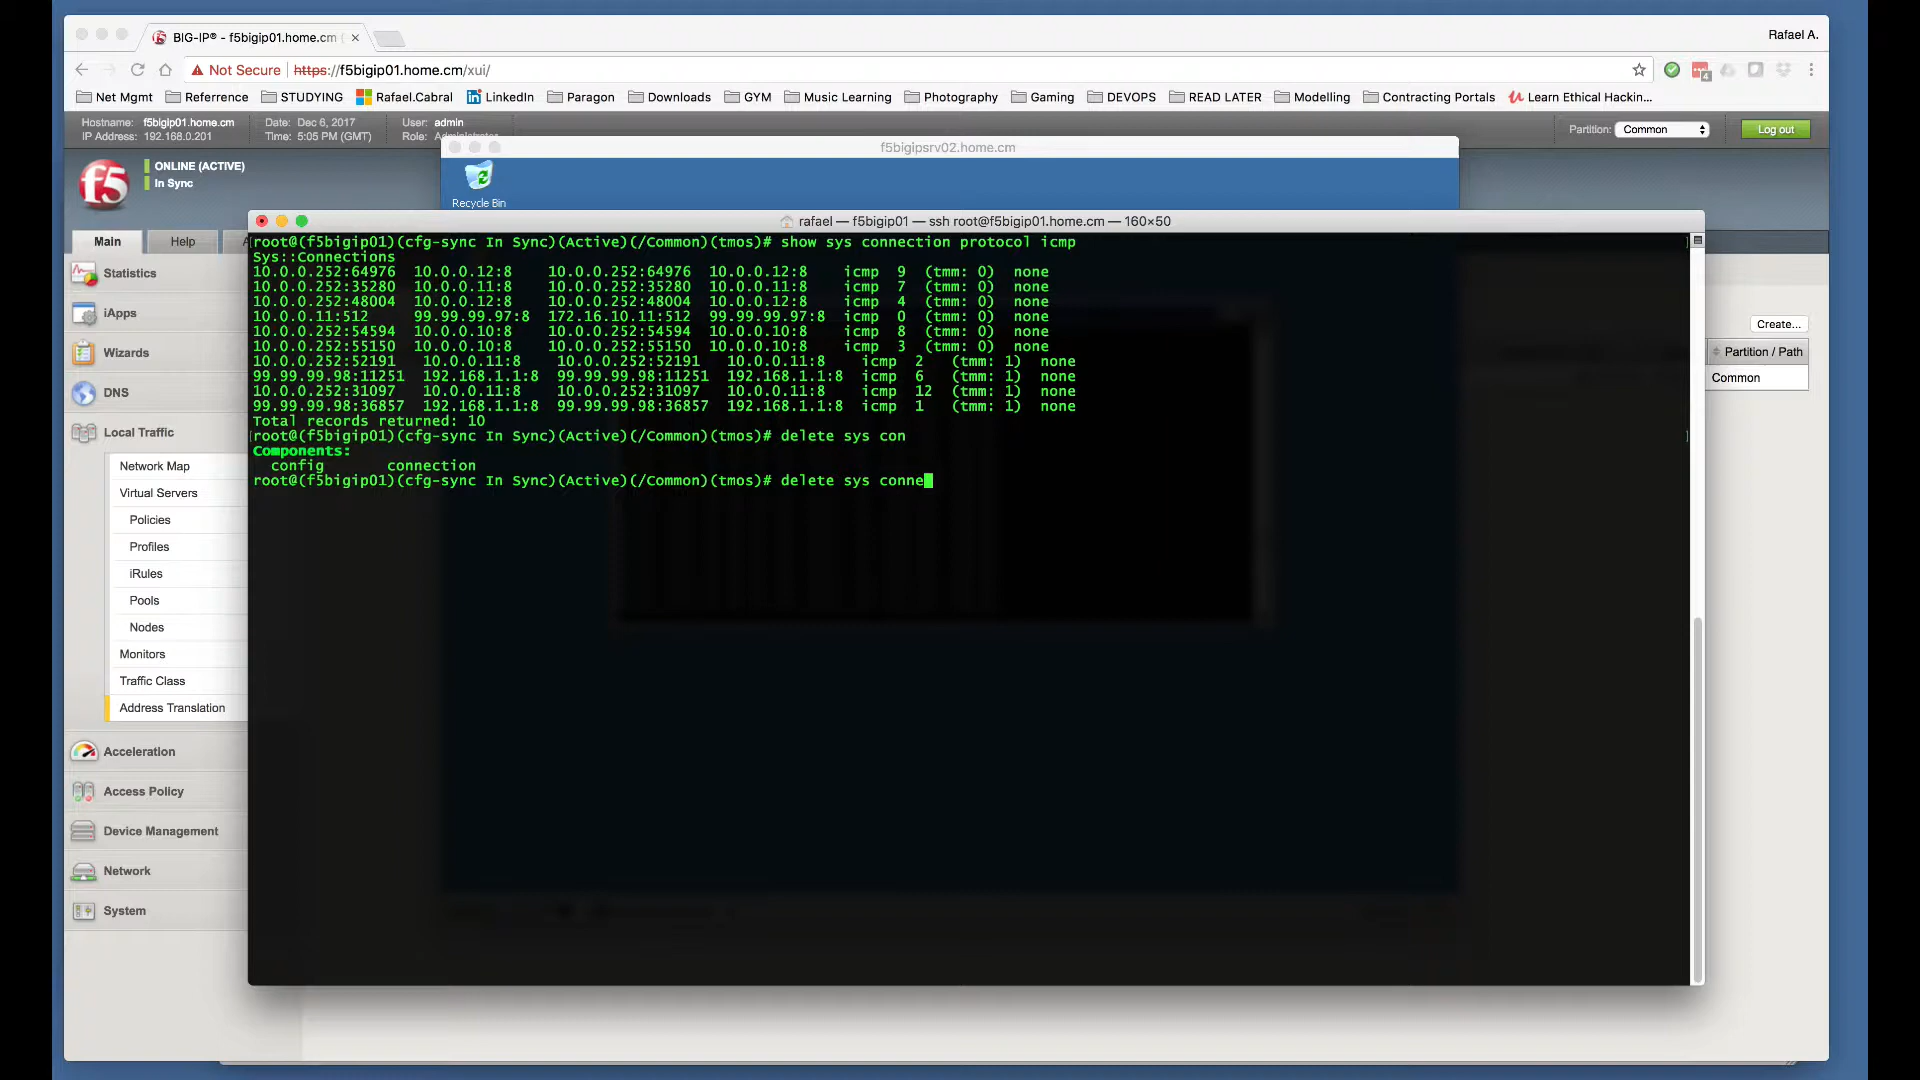 BIG-IP® - f5bigip01.home.cm
Rafael A.
Not Secure | https://f5bigip01.home.cm/xui/
Net Mgmt Referrence STUDYING Rafael.Cabral LinkedIn Paragon Downloads GYM Music Learning Photography Gaming DEVOPS READ LATER Modelling Contracting Portals Learn Ethical Hackin...
Hostname: f5bigip01.home.cm Date: Dec 6, 2017 User: admin
IP Address: 192.168.0.201 Time: 5:05 PM (GMT) Role: Administrator
Partition: Common Log out
f5
ONLINE (ACTIVE)
In Sync
f5bigipsrv02.home.cm
Recycle Bin
rafael — f5bigip01 — ssh root@f5bigip01.home.cm — 160×50
root@(f5bigip01)(cfg-sync In Sync)(Active)(/Common)(tmos)# show sys connection protocol icmp
Sys::Connections
10.0.0.252:64976 10.0.0.12:8 10.0.0.252:64976 10.0.0.12:8 icmp 9 (tmm: 0) none
10.0.0.252:35280 10.0.0.11:8 10.0.0.252:35280 10.0.0.11:8 icmp 7 (tmm: 0) none
10.0.0.252:48004 10.0.0.12:8 10.0.0.252:48004 10.0.0.12:8 icmp 4 (tmm: 0) none
10.0.0.11:512 99.99.99.97:8 172.16.10.11:512 99.99.99.97:8 icmp 0 (tmm: 0) none
10.0.0.252:54594 10.0.0.10:8 10.0.0.252:54594 10.0.0.10:8 icmp 8 (tmm: 0) none
10.0.0.252:55150 10.0.0.10:8 10.0.0.252:55150 10.0.0.10:8 icmp 3 (tmm: 0) none
10.0.0.252:52191 10.0.0.11:8 10.0.0.252:52191 10.0.0.11:8 icmp 2 (tmm: 1) none
99.99.99.98:11251 192.168.1.1:8 99.99.99.98:11251 192.168.1.1:8 icmp 6 (tmm: 1) none
10.0.0.252:31097 10.0.0.11:8 10.0.0.252:31097 10.0.0.11:8 icmp 12 (tmm: 1) none
99.99.99.98:36857 192.168.1.1:8 99.99.99.98:36857 192.168.1.1:8 icmp 1 (tmm: 1) none
Total records returned: 10
root@(f5bigip01)(cfg-sync In Sync)(Active)(/Common)(tmos)# delete sys con
Components:
config connection
root@(f5bigip01)(cfg-sync In Sync)(Active)(/Common)(tmos)# delete sys conne
Main Help
Statistics
iApps
Wizards
DNS
Local Traffic
Network Map
Virtual Servers
Policies
Profiles
iRules
Pools
Nodes
Monitors
Traffic Class
Address Translation
Acceleration
Access Policy
Device Management
Network
System
Create...
Partition / Path
Common